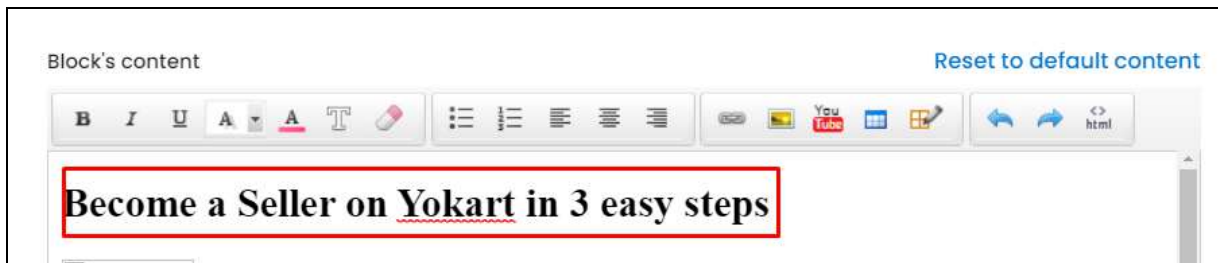 Block's content
Reset to default content
B I U A A T You Tube <> html
Become a Seller on Yokart in 3 easy steps